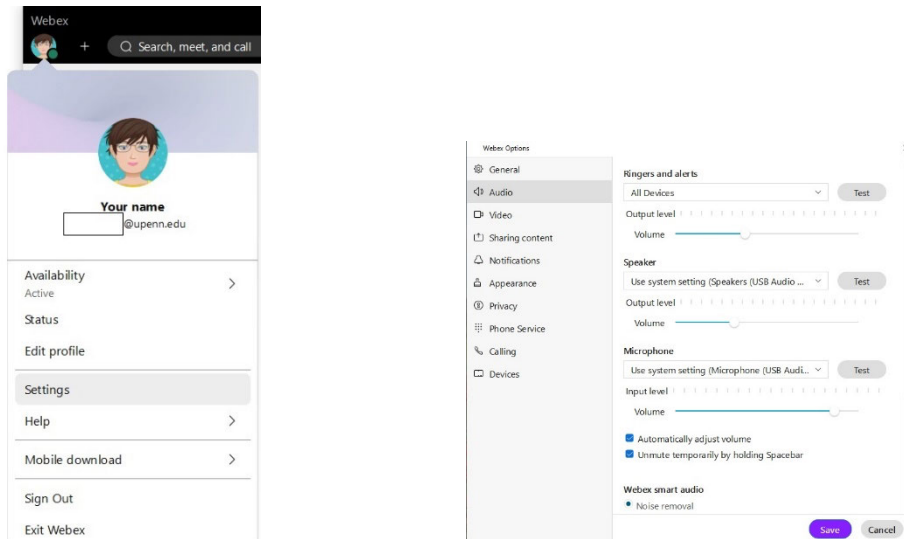 Webex
+ Search, meet, and call
Your name
@upenn.edu
Availability
Active
Status
Edit profile
Settings
Help
Mobile download
Sign Out
Exit Webex
Webex Options
General
Audio
Video
Sharing content
Notifications
Appearance
Privacy
Phone Service
Calling
Devices
Ringers and alerts
All Devices Test
Output level
Volume
Speaker
Use system setting (Speakers (USB Audio ... Test
Output level
Volume
Microphone
Use system setting (Microphone (USB Audi... Test
Input level
Volume
Automatically adjust volume
Unmute temporarily by holding Spacebar
Webex smart audio
Noise removal
Save Cancel